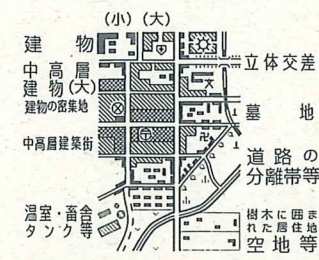 (小)(大)
建物
中高層
建物(大)
建物の密集地
中高層建築街
温室・畜舎
タンク等
立体交差
墓地
道路の
分離帯等
樹木に囲ま
れた居住地
空地等